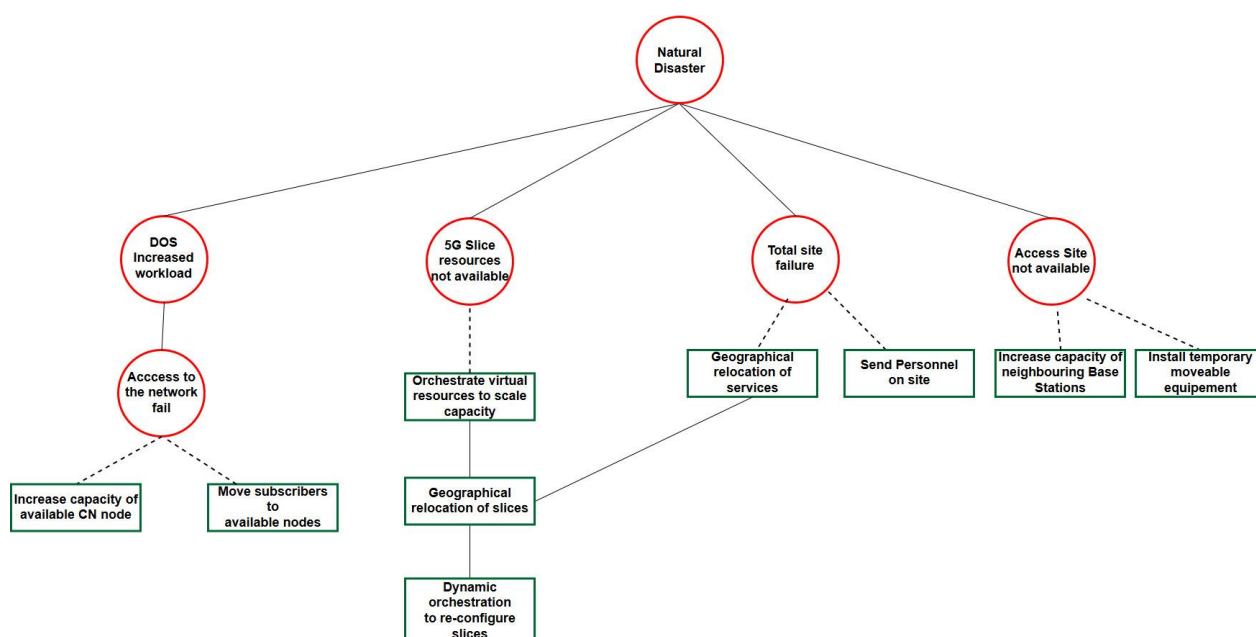 Natural
Disaster
DOS
Increased
workload
5G Slice
resources
not available
Total site
failure
Access Site
not available
Acccess to
the network
fail
Orchestrate virtual
resources to scale
capacity
Geographical
relocation of
services
Send Personnel
on site
Increase capacity of
neighbouring Base
Stations
Install temporary
moveable
equipement
Increase capacity of
available CN node
Move subscribers
to
available nodes
Geographical
relocation of slices
Dynamic
orchestration
to re-configure
slices